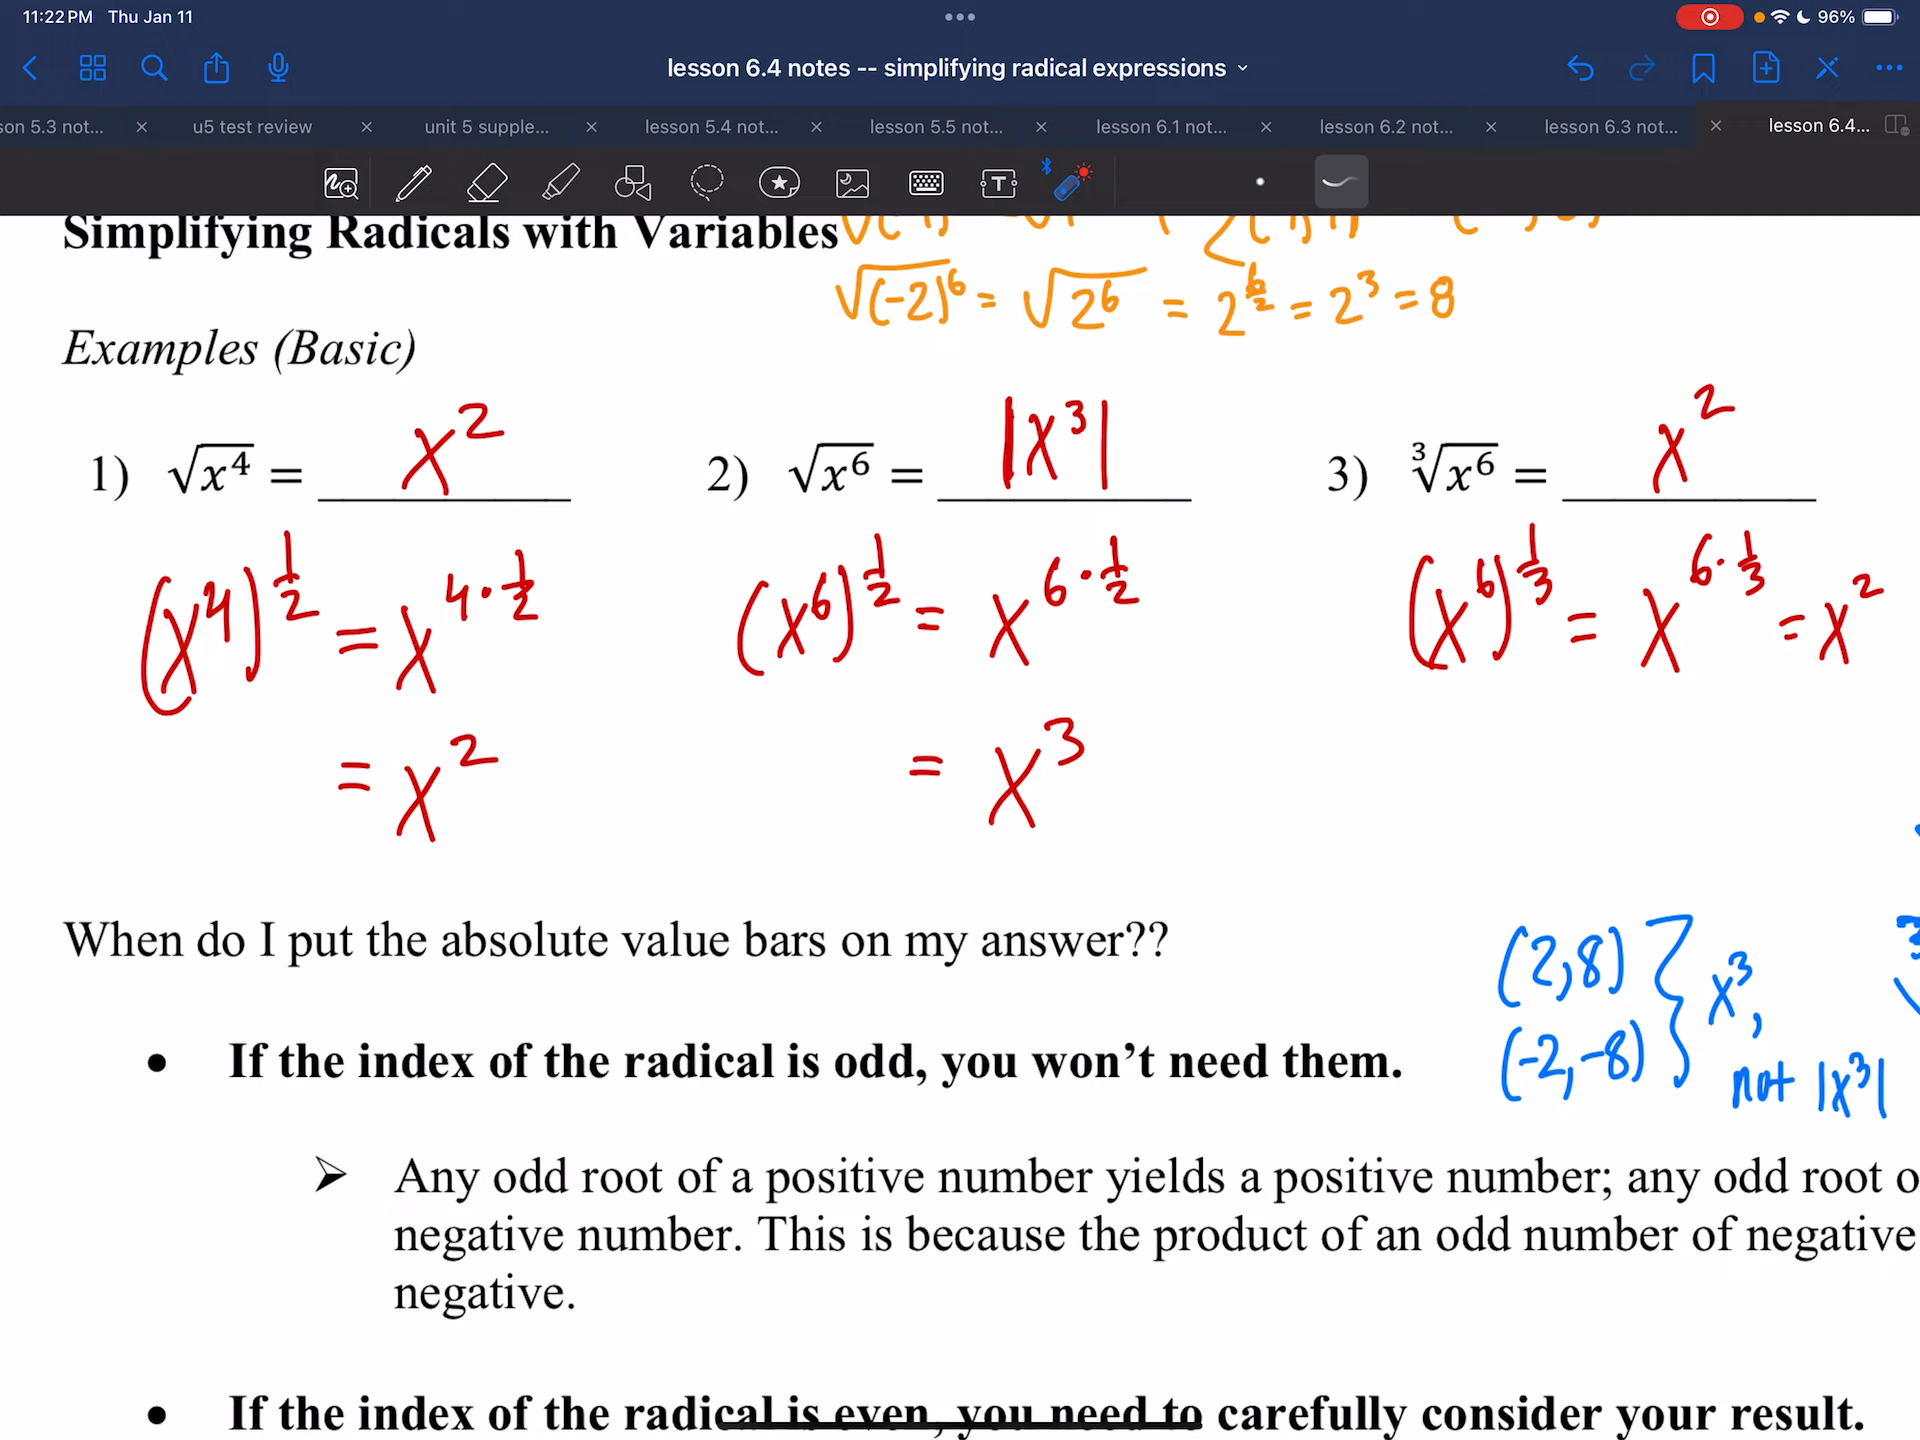 11:22 PM Thu Jan 11
96%
lesson 6.4 notes -- simplifying radical expressions
son 5.3 not... u5 test review unit 5 supple... lesson 5.4 not... lesson 5.5 not... lesson 6.1 not... lesson 6.2 not... lesson 6.3 not... lesson 6.4...
Simplifying Radicals with Variables
√(-2)⁶ = √2⁶ = 2^(6/2) = 2³ = 8
Examples (Basic)
1) √x⁴ = x² 2) √x⁶ = |x³| 3) ³√x⁶ = x²
(x⁴)^(1/2) = x^(4·1/2) (x⁶)^(1/2) = x^(6·1/2) (x⁶)^(1/3) = x^(6·1/3) = x²
= x² = x³
When do I put the absolute value bars on my answer??
(2,8)
(-2,-8)
x³,
not |x³|
• If the index of the radical is odd, you won’t need them.
➢ Any odd root of a positive number yields a positive number; any odd root o
negative number. This is because the product of an odd number of negative
negative.
• If the index of the radical is even, you need to carefully consider your result.